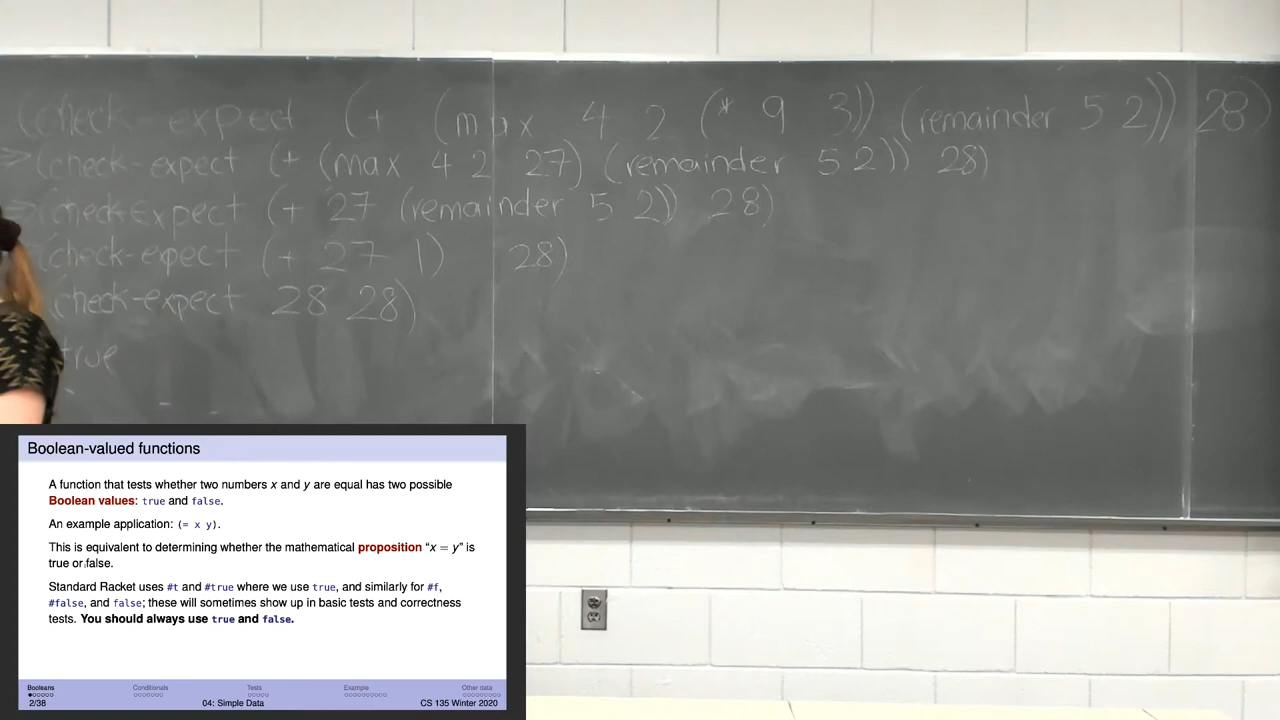 (check-expect (+ (max 4 2 (* 9 3)) (remainder 5 2)) 28)
=> (check-expect (+ (max 4 2 27) (remainder 5 2)) 28)
=> (check-expect (+ 27 (remainder 5 2)) 28)
(check-expect (+ 27 1) 28)
(check-expect 28 28)
true
Boolean-valued functions
A function that tests whether two numbers x and y are equal has two possible
Boolean values: true and false.
An example application: (= x y).
This is equivalent to determining whether the mathematical proposition “x = y” is
true or false.
Standard Racket uses #t and #true where we use true, and similarly for #f,
#false, and false; these will sometimes show up in basic tests and correctness
tests. You should always use true and false.
Booleans Conditionals Tests Example Other data
2/38 04: Simple Data CS 135 Winter 2020